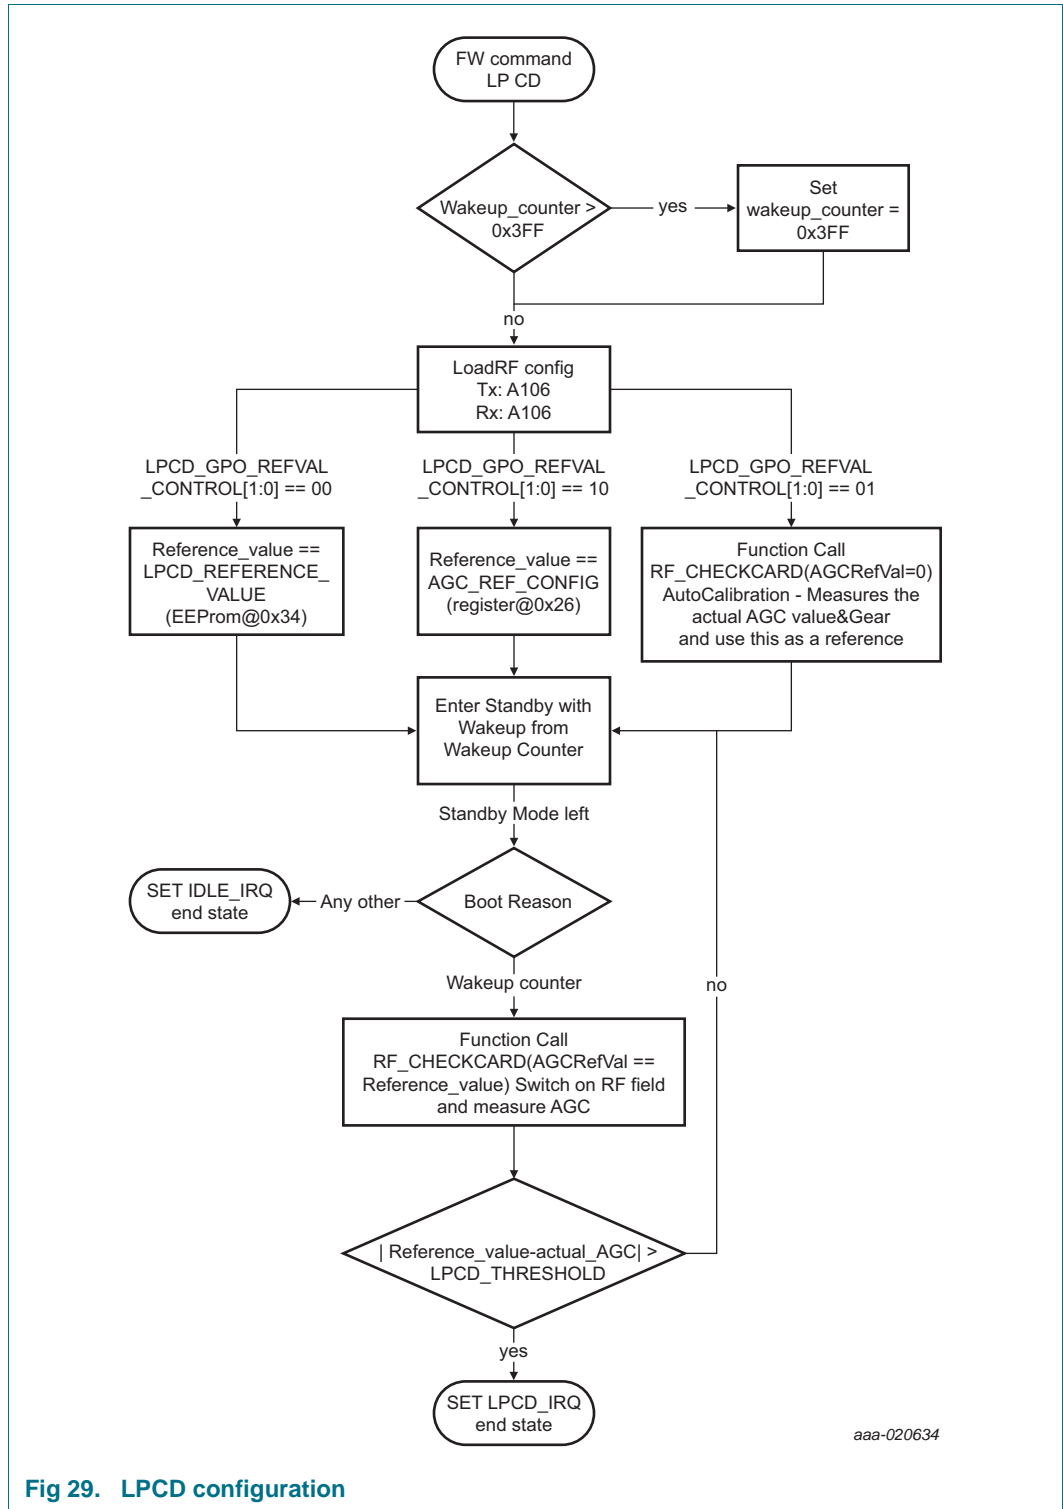 FW command
LP CD
Wakeup_counter >
0x3FF
yes
Set
wakeup_counter =
0x3FF
no
LoadRF config
Tx: A106
Rx: A106
LPCD_GPO_REFVAL
_CONTROL[1:0] == 00
LPCD_GPO_REFVAL
_CONTROL[1:0] == 10
LPCD_GPO_REFVAL
_CONTROL[1:0] == 01
Reference_value ==
LPCD_REFERENCE_
VALUE
(EEProm@0x34)
Reference_value ==
AGC_REF_CONFIG
(register@0x26)
Function Call
RF_CHECKCARD(AGCRefVal=0)
AutoCalibration - Measures the
actual AGC value&Gear
and use this as a reference
Enter Standby with
Wakeup from
Wakeup Counter
Standby Mode left
SET IDLE_IRQ
end state
Any other
Boot Reason
Wakeup counter
no
Function Call
RF_CHECKCARD(AGCRefVal ==
Reference_value) Switch on RF field
and measure AGC
| Reference_value-actual_AGC| >
LPCD_THRESHOLD
yes
SET LPCD_IRQ
end state
aaa-020634
Fig 29. LPCD configuration